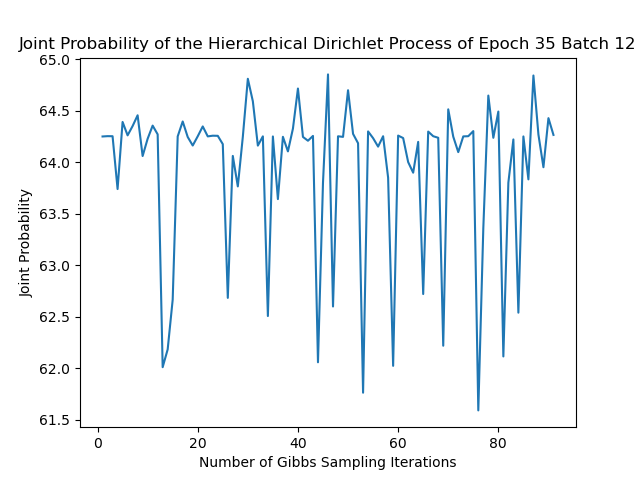 Joint Probability of the Hierarchical Dirichlet Process of Epoch 35 Batch 12
65.0
64.5
64.0
63.5
63.0
62.5
62.0
61.5
Joint Probability
0 20 40 60 80
Number of Gibbs Sampling Iterations